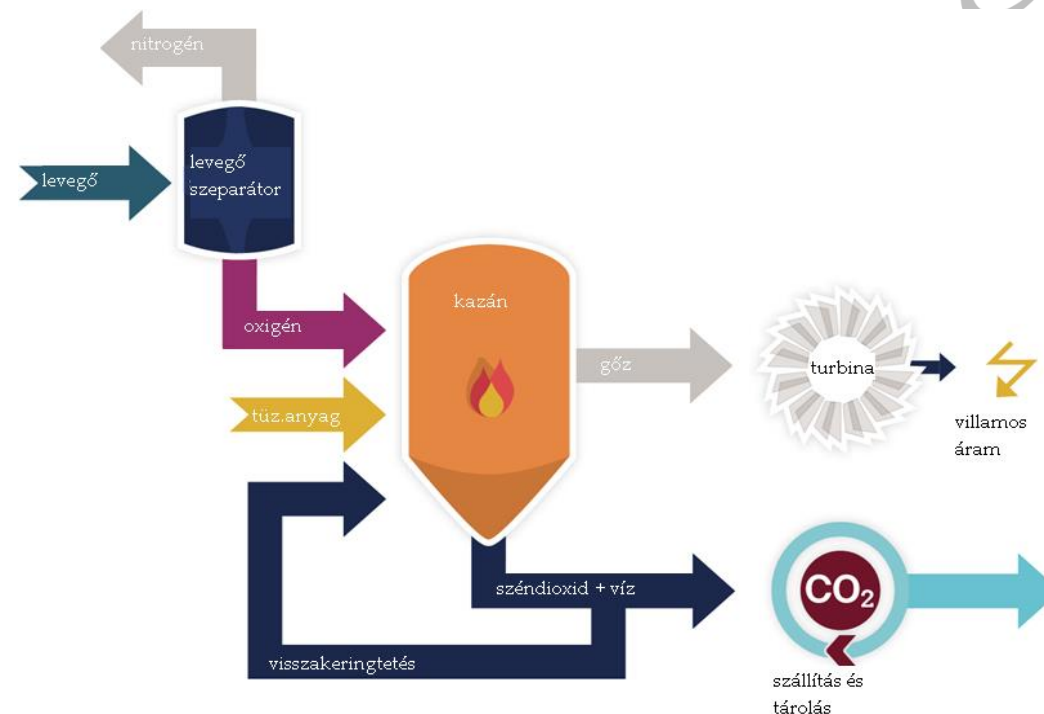 nitrogén
levegő
levegő
szeparátor
oxigén
kazán
tüz.anyag
gőz
turbina
villamos
áram
széndioxid + víz
visszakeringtetés
CO₂
szállítás és
tárolás